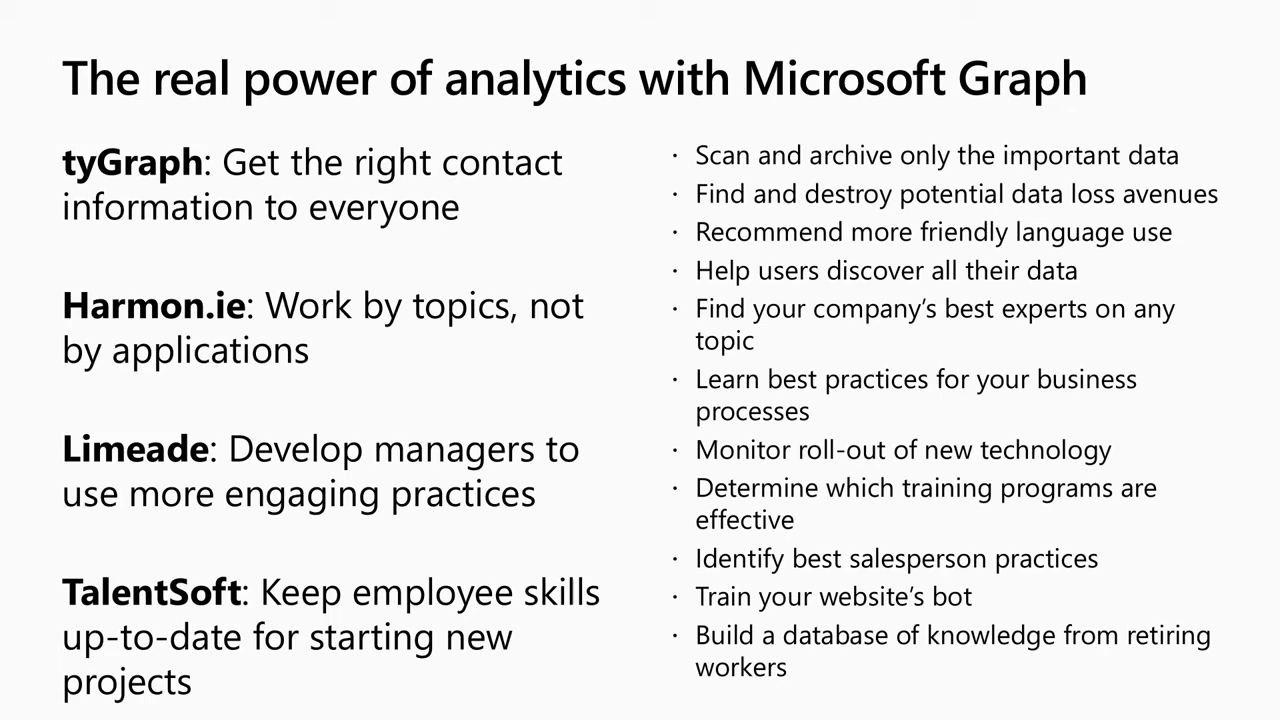 The real power of analytics with Microsoft Graph
tyGraph: Get the right contact
information to everyone
Harmon.ie: Work by topics, not
by applications
Limeade: Develop managers to
use more engaging practices
TalentSoft: Keep employee skills
up-to-date for starting new
projects
· Scan and archive only the important data
· Find and destroy potential data loss avenues
· Recommend more friendly language use
· Help users discover all their data
· Find your company’s best experts on any
topic
· Learn best practices for your business
processes
· Monitor roll-out of new technology
· Determine which training programs are
effective
· Identify best salesperson practices
· Train your website’s bot
· Build a database of knowledge from retiring
workers